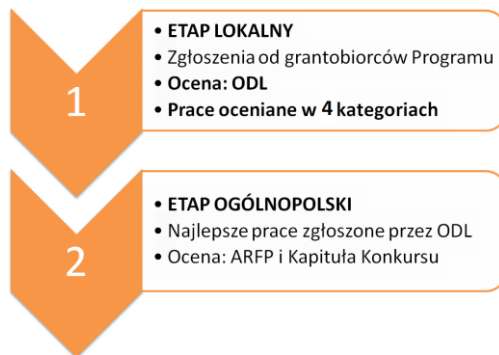 1
• ETAP LOKALNY
• Zgłoszenia od grantobiorców Programu
• Ocena: ODL
• Prace oceniane w 4 kategoriach
2
• ETAP OGÓLNOPOLSKI
• Najlepsze prace zgłoszone przez ODL
• Ocena: ARFP i Kapituła Konkursu